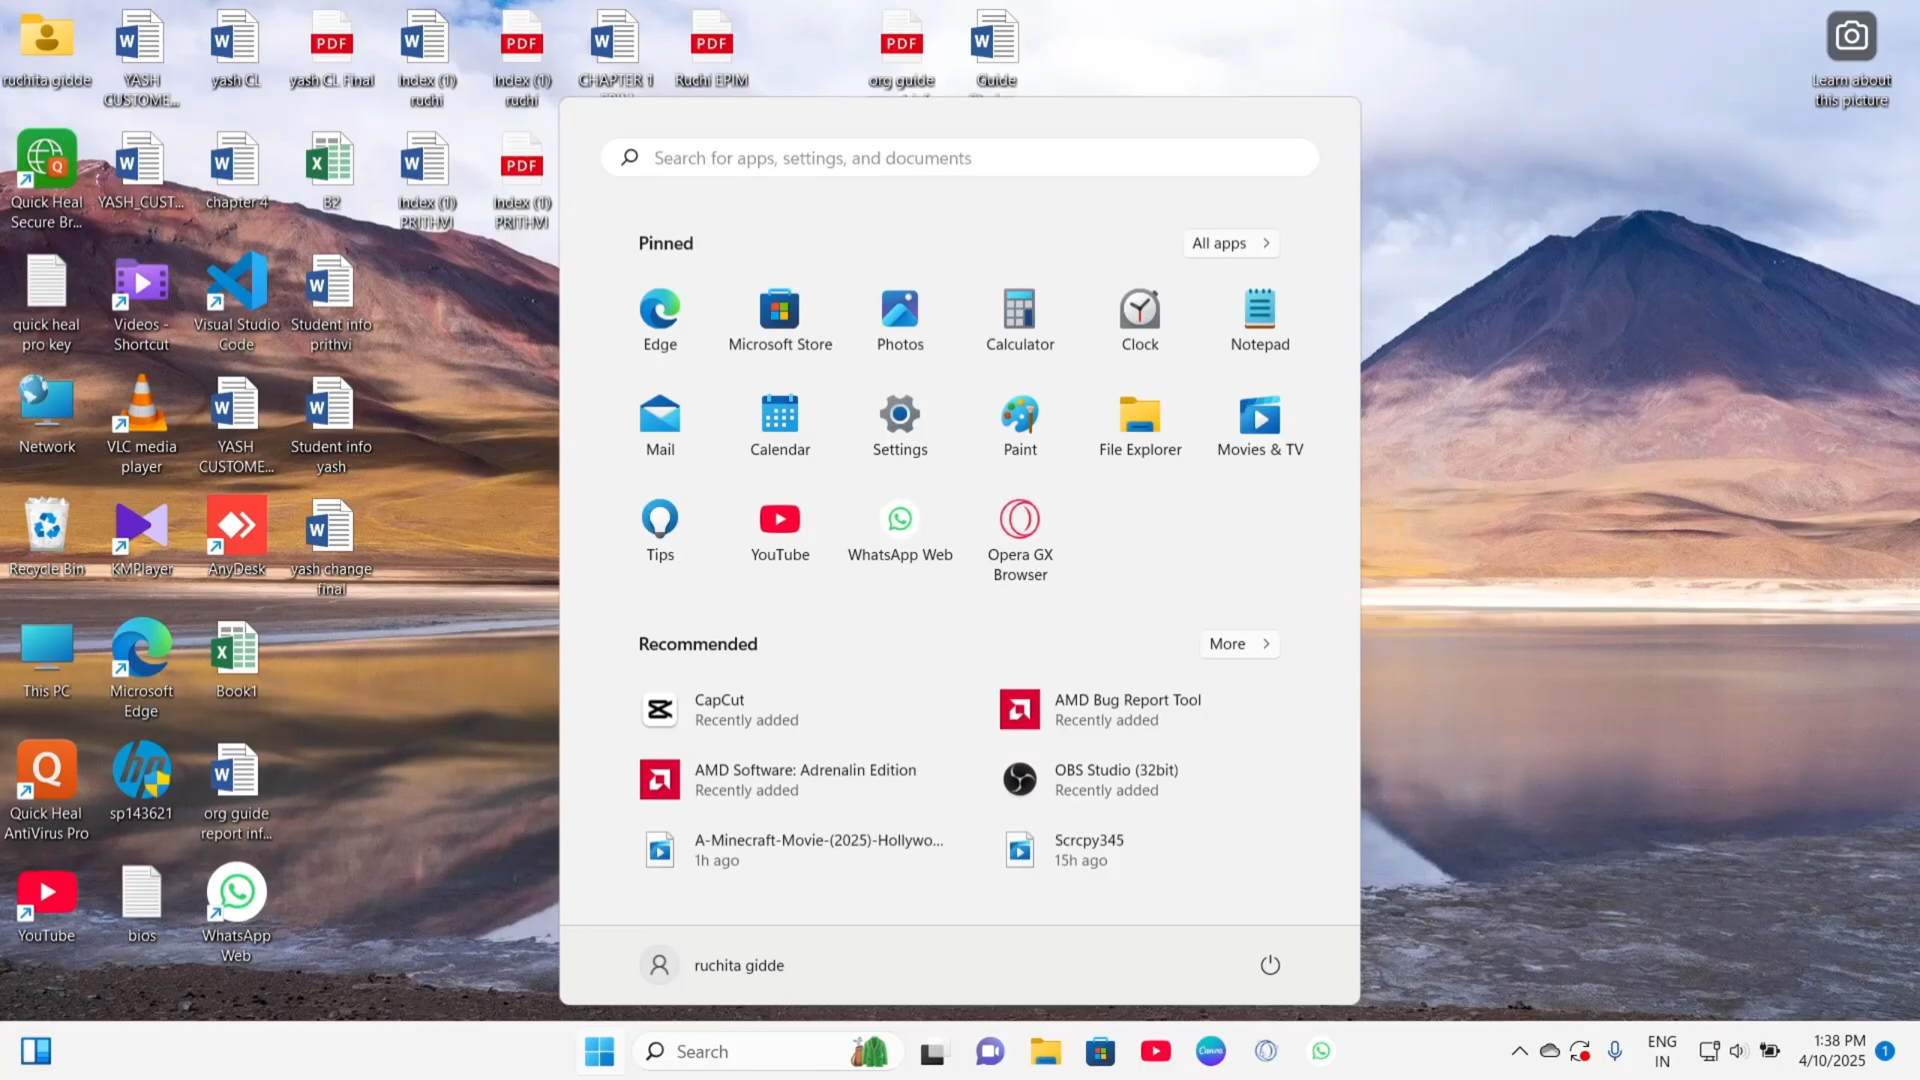 ruchita gidde
YASH
CUSTOME...
yash CL
PDF
yash CL Final
Index (1)
ruchi
PDF
Index (1)
ruchi
CHAPTER 1
PDF
Ruchi EPIM
PDF
org guide
Guide
Learn about
this picture
Quick Heal
Secure Br...
YASH_CUST...
chapter 4
B2
Index (1)
PRITHVI
PDF
Index (1)
PRITHVI
quick heal
pro key
Videos -
Shortcut
Visual Studio
Code
Student info
prithvi
Network
VLC media
player
YASH
CUSTOME...
Student info
yash
Recycle Bin
KMPlayer
AnyDesk
yash change
final
This PC
Microsoft
Edge
Book1
Quick Heal
AntiVirus Pro
hp
sp143621
org guide
report inf...
YouTube
bios
WhatsApp
Web
Search for apps, settings, and documents
Pinned
All apps
Edge
Microsoft Store
Photos
Calculator
Clock
Notepad
Mail
Calendar
Settings
Paint
File Explorer
Movies & TV
Tips
YouTube
WhatsApp Web
Opera GX
Browser
Recommended
More
CapCut
Recently added
AMD Bug Report Tool
Recently added
AMD Software: Adrenalin Edition
Recently added
OBS Studio (32bit)
Recently added
A-Minecraft-Movie-(2025)-Hollywo...
1h ago
Scrcpy345
15h ago
ruchita gidde
Search
Canva
ENG
IN
1:38 PM
4/10/2025
1